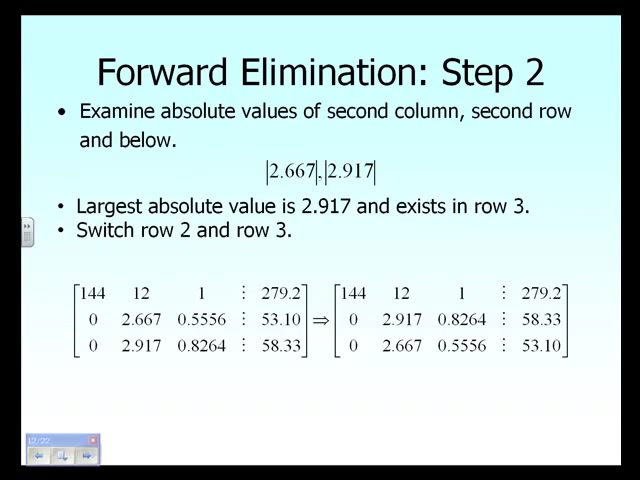 Forward Elimination: Step 2
• Examine absolute values of second column, second row
and below.
|2.667|,|2.917|
• Largest absolute value is 2.917 and exists in row 3.
• Switch row 2 and row 3.
[144 12 1 ⋮ 279.2] [144 12 1 ⋮ 279.2]
[0 2.667 0.5556 ⋮ 53.10] ⇒ [0 2.917 0.8264 ⋮ 58.33]
[0 2.917 0.8264 ⋮ 58.33] [0 2.667 0.5556 ⋮ 53.10]
12/22